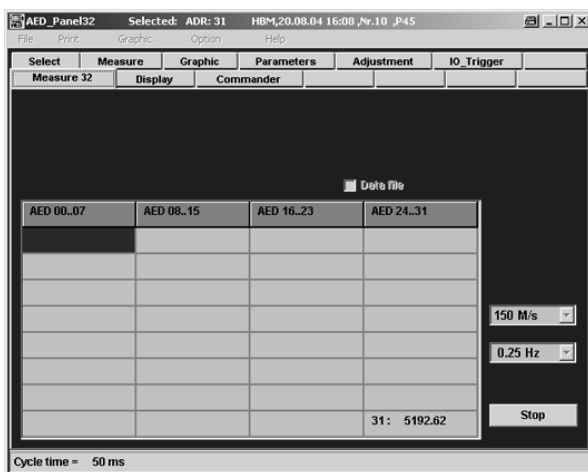 AED_Panel32 Selected: ADR: 31 HBM,20.08.04 16:08 ,Nr.10 ,P45
File Print Graphic Option Help
Select Measure Graphic Parameters Adjustment IO_Trigger
Measure 32 Display Commander
Data file
AED 00..07 AED 08..15 AED 16..23 AED 24..31
150 M/s
0.25 Hz
31: 5192.62
Stop
Cycle time = 50 ms